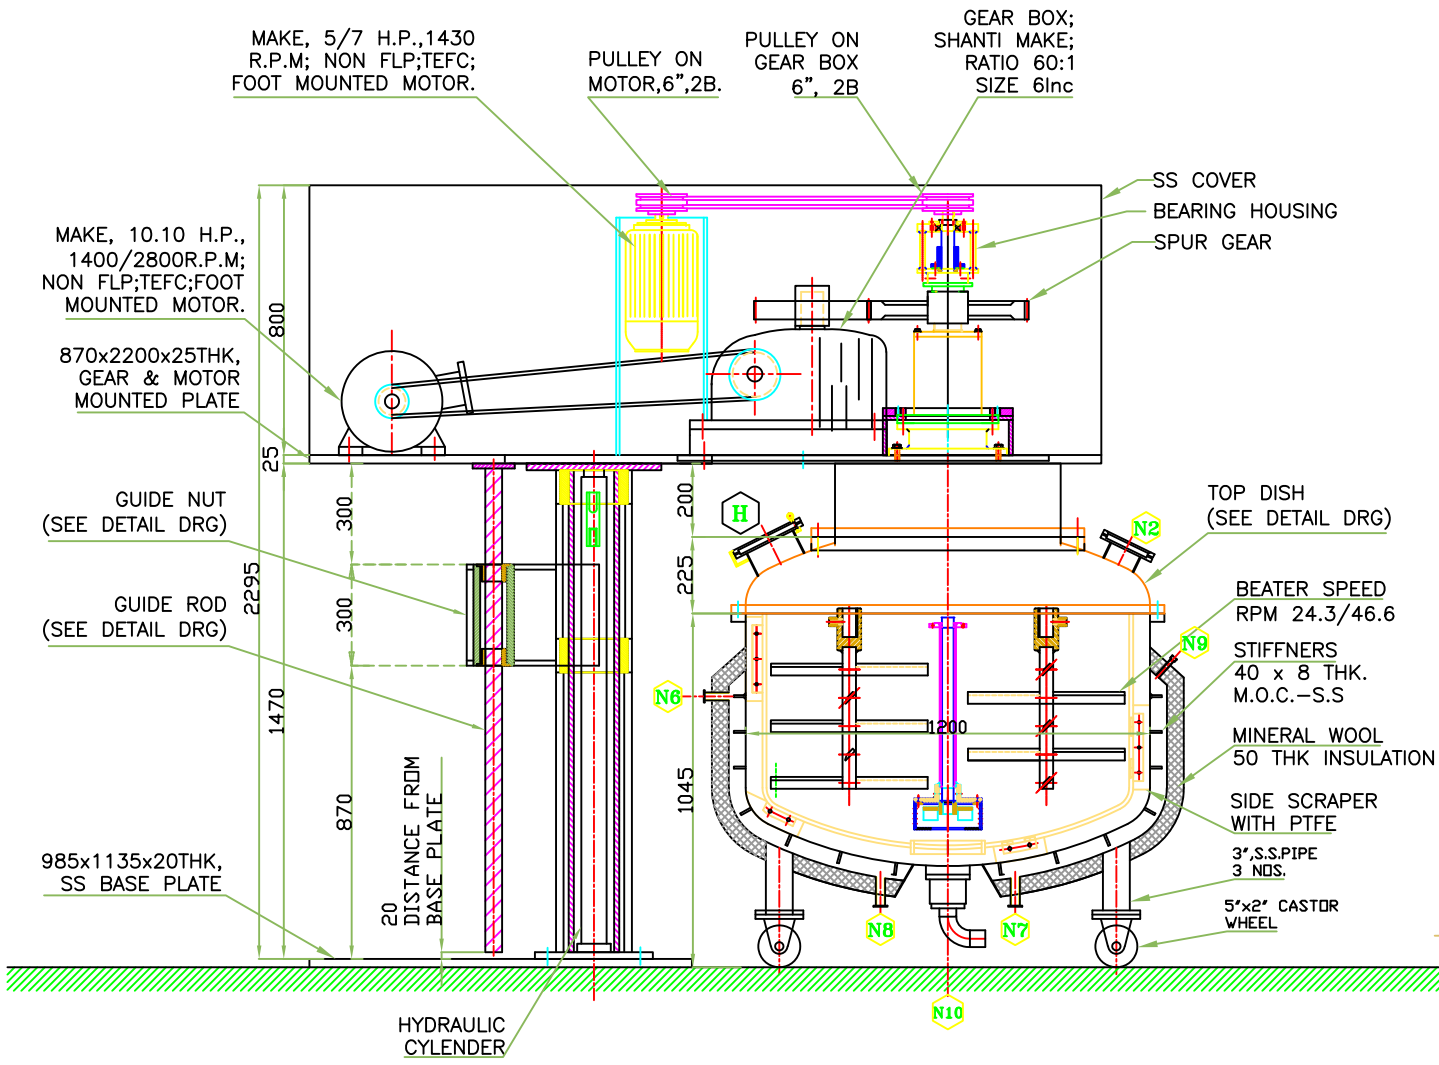 MAKE, 5/7 H.P.,1430
R.P.M; NON FLP;TEFC;
FOOT MOUNTED MOTOR.
PULLEY ON
MOTOR,6",2B.
PULLEY ON
GEAR BOX
6", 2B
GEAR BOX;
SHANTI MAKE;
RATIO 60:1
SIZE 6Inc
SS COVER
BEARING HOUSING
SPUR GEAR
MAKE, 10.10 H.P.,
1400/2800R.P.M;
NON FLP;TEFC;FOOT
MOUNTED MOTOR.
870x2200x25THK,
GEAR & MOTOR
MOUNTED PLATE
800
25
2295
1470
300
300
870
200
225
1045
1200
GUIDE NUT
(SEE DETAIL DRG)
GUIDE ROD
(SEE DETAIL DRG)
H
N2
TOP DISH
(SEE DETAIL DRG)
BEATER SPEED
RPM 24.3/46.6
N9
STIFFNERS
40 x 8 THK.
M.O.C.-S.S
N6
MINERAL WOOL
50 THK INSULATION
SIDE SCRAPER
WITH PTFE
3",S.S.PIPE
3 NOS.
5"x2" CASTOR
WHEEL
985x1135x20THK,
SS BASE PLATE
20
DISTANCE FROM
BASE PLATE
N8
N7
N10
HYDRAULIC
CYLENDER